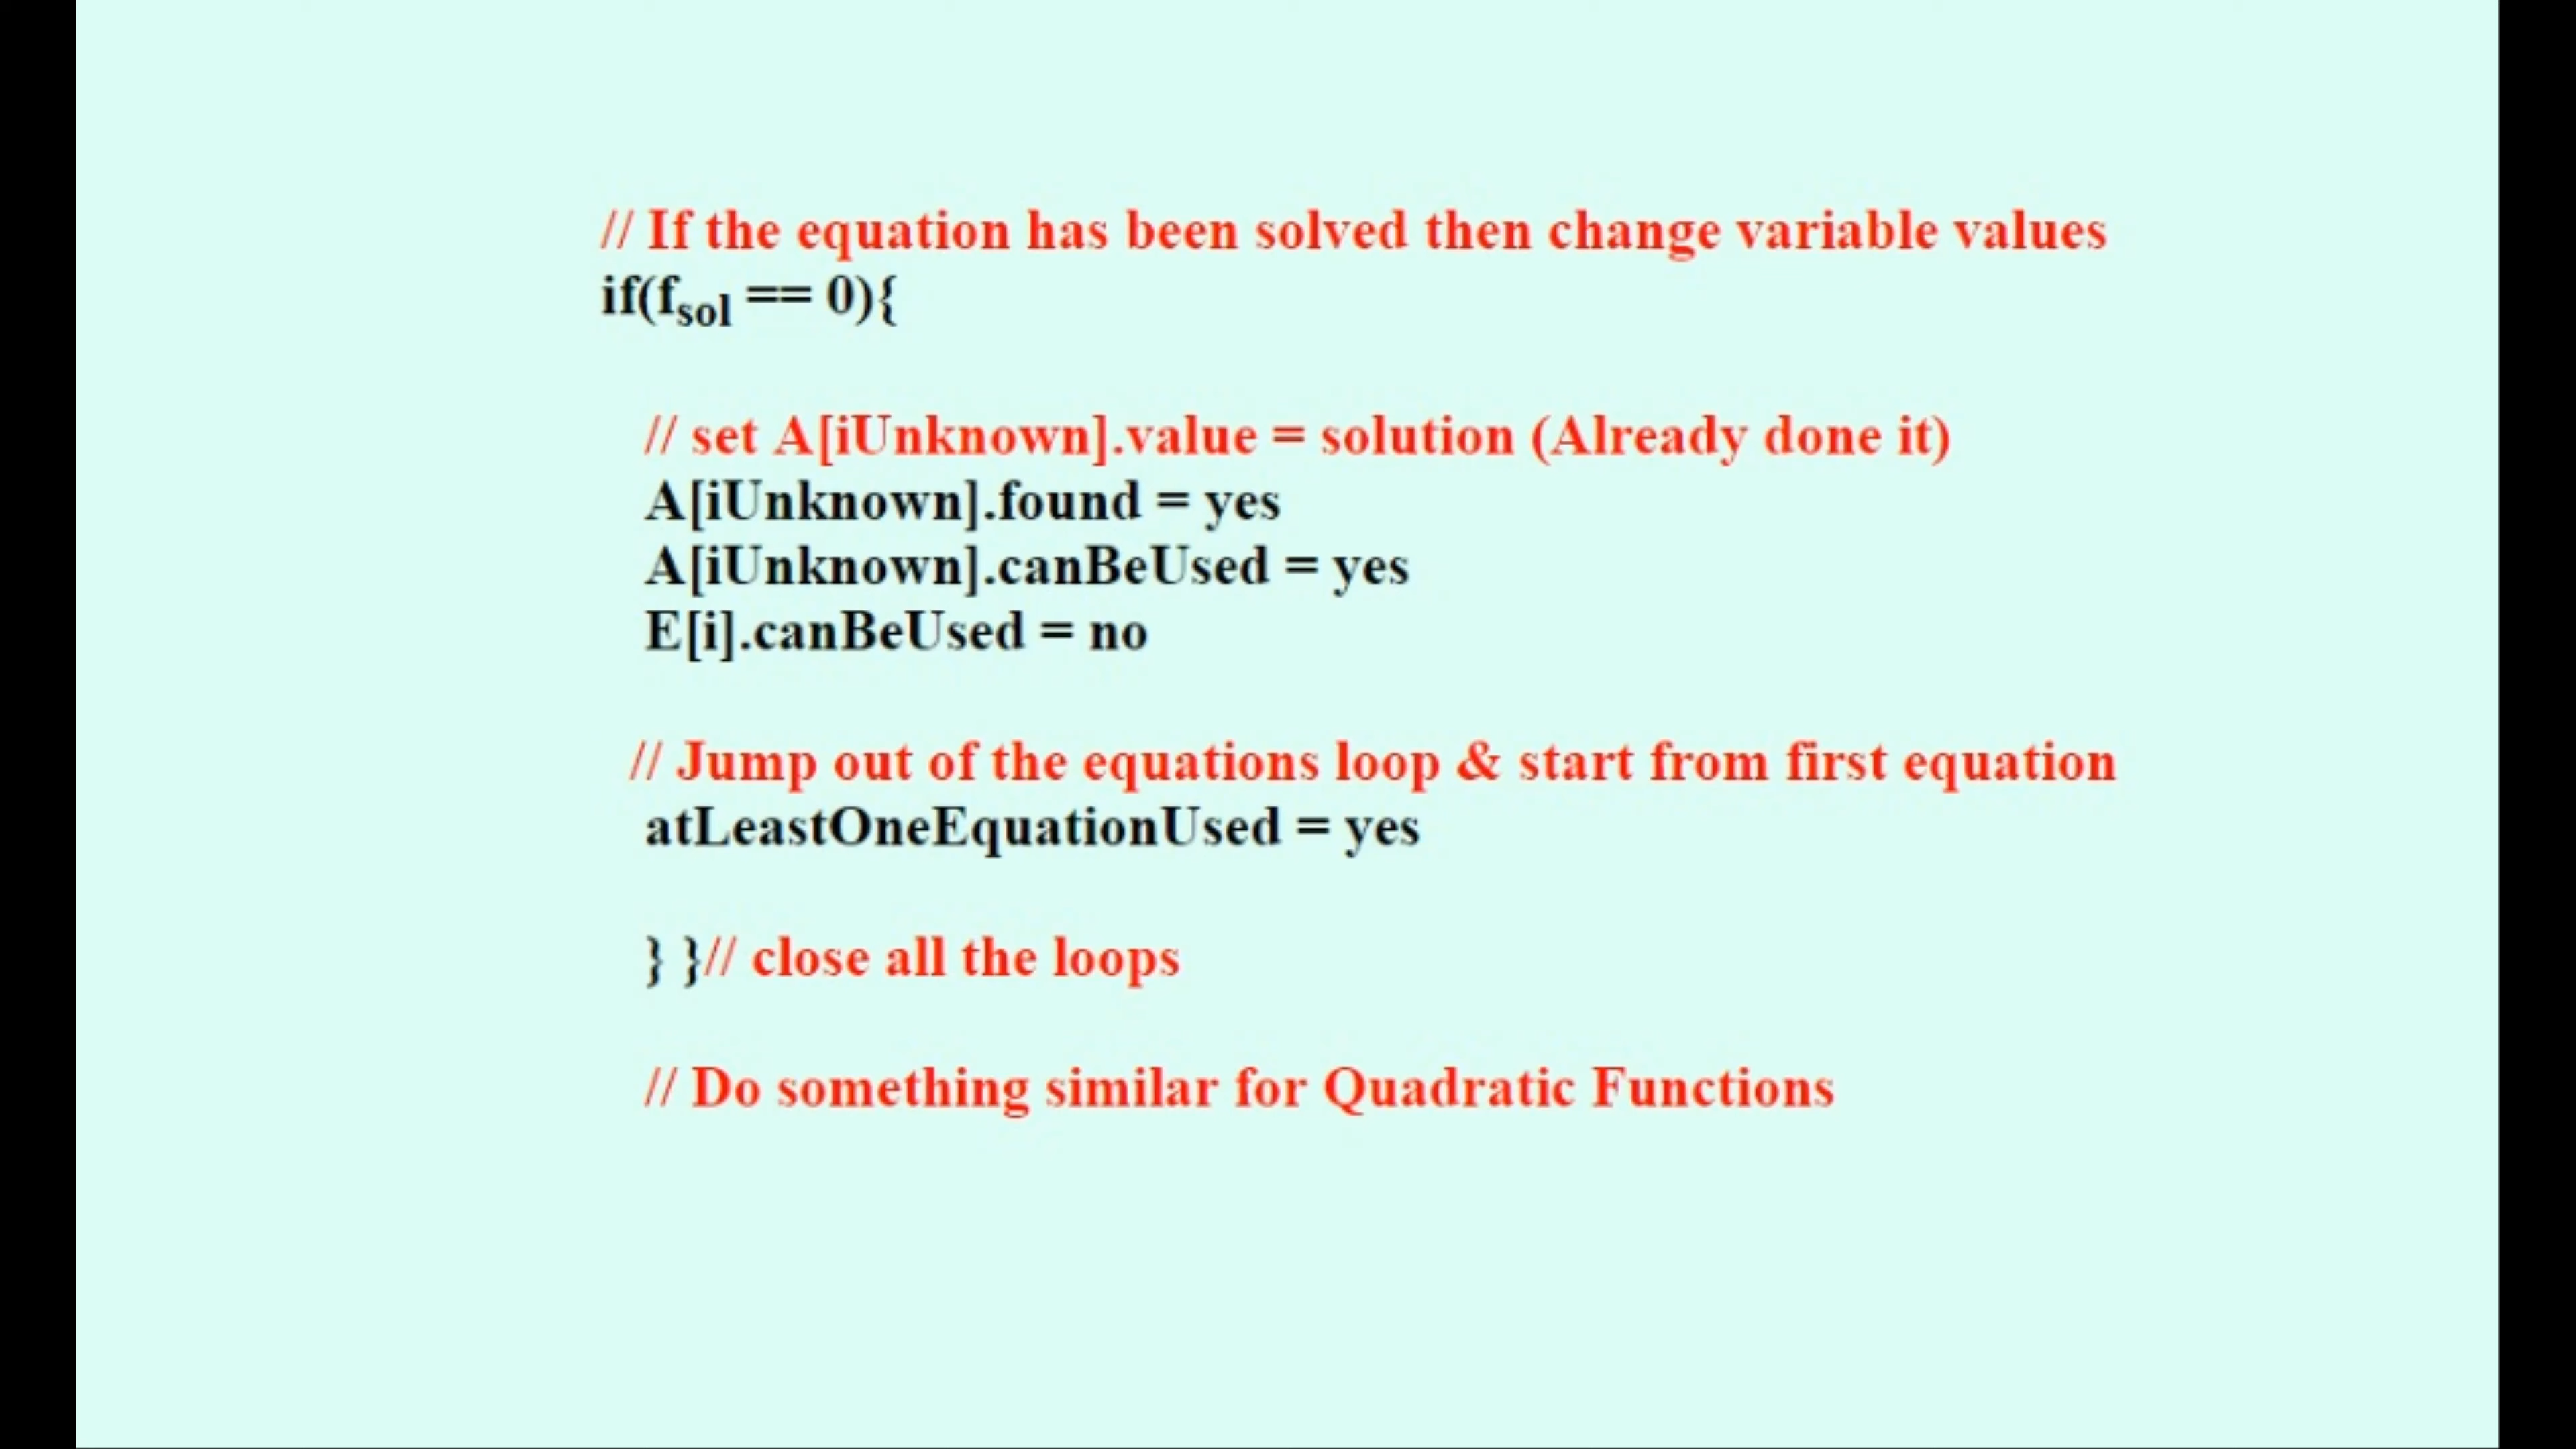 // If the equation has been solved then change variable values
if(fsol == 0){
// set A[iUnknown].value = solution (Already done it)
A[iUnknown].found = yes
A[iUnknown].canBeUsed = yes
E[i].canBeUsed = no
// Jump out of the equations loop & start from first equation
atLeastOneEquationUsed = yes
} }// close all the loops
// Do something similar for Quadratic Functions